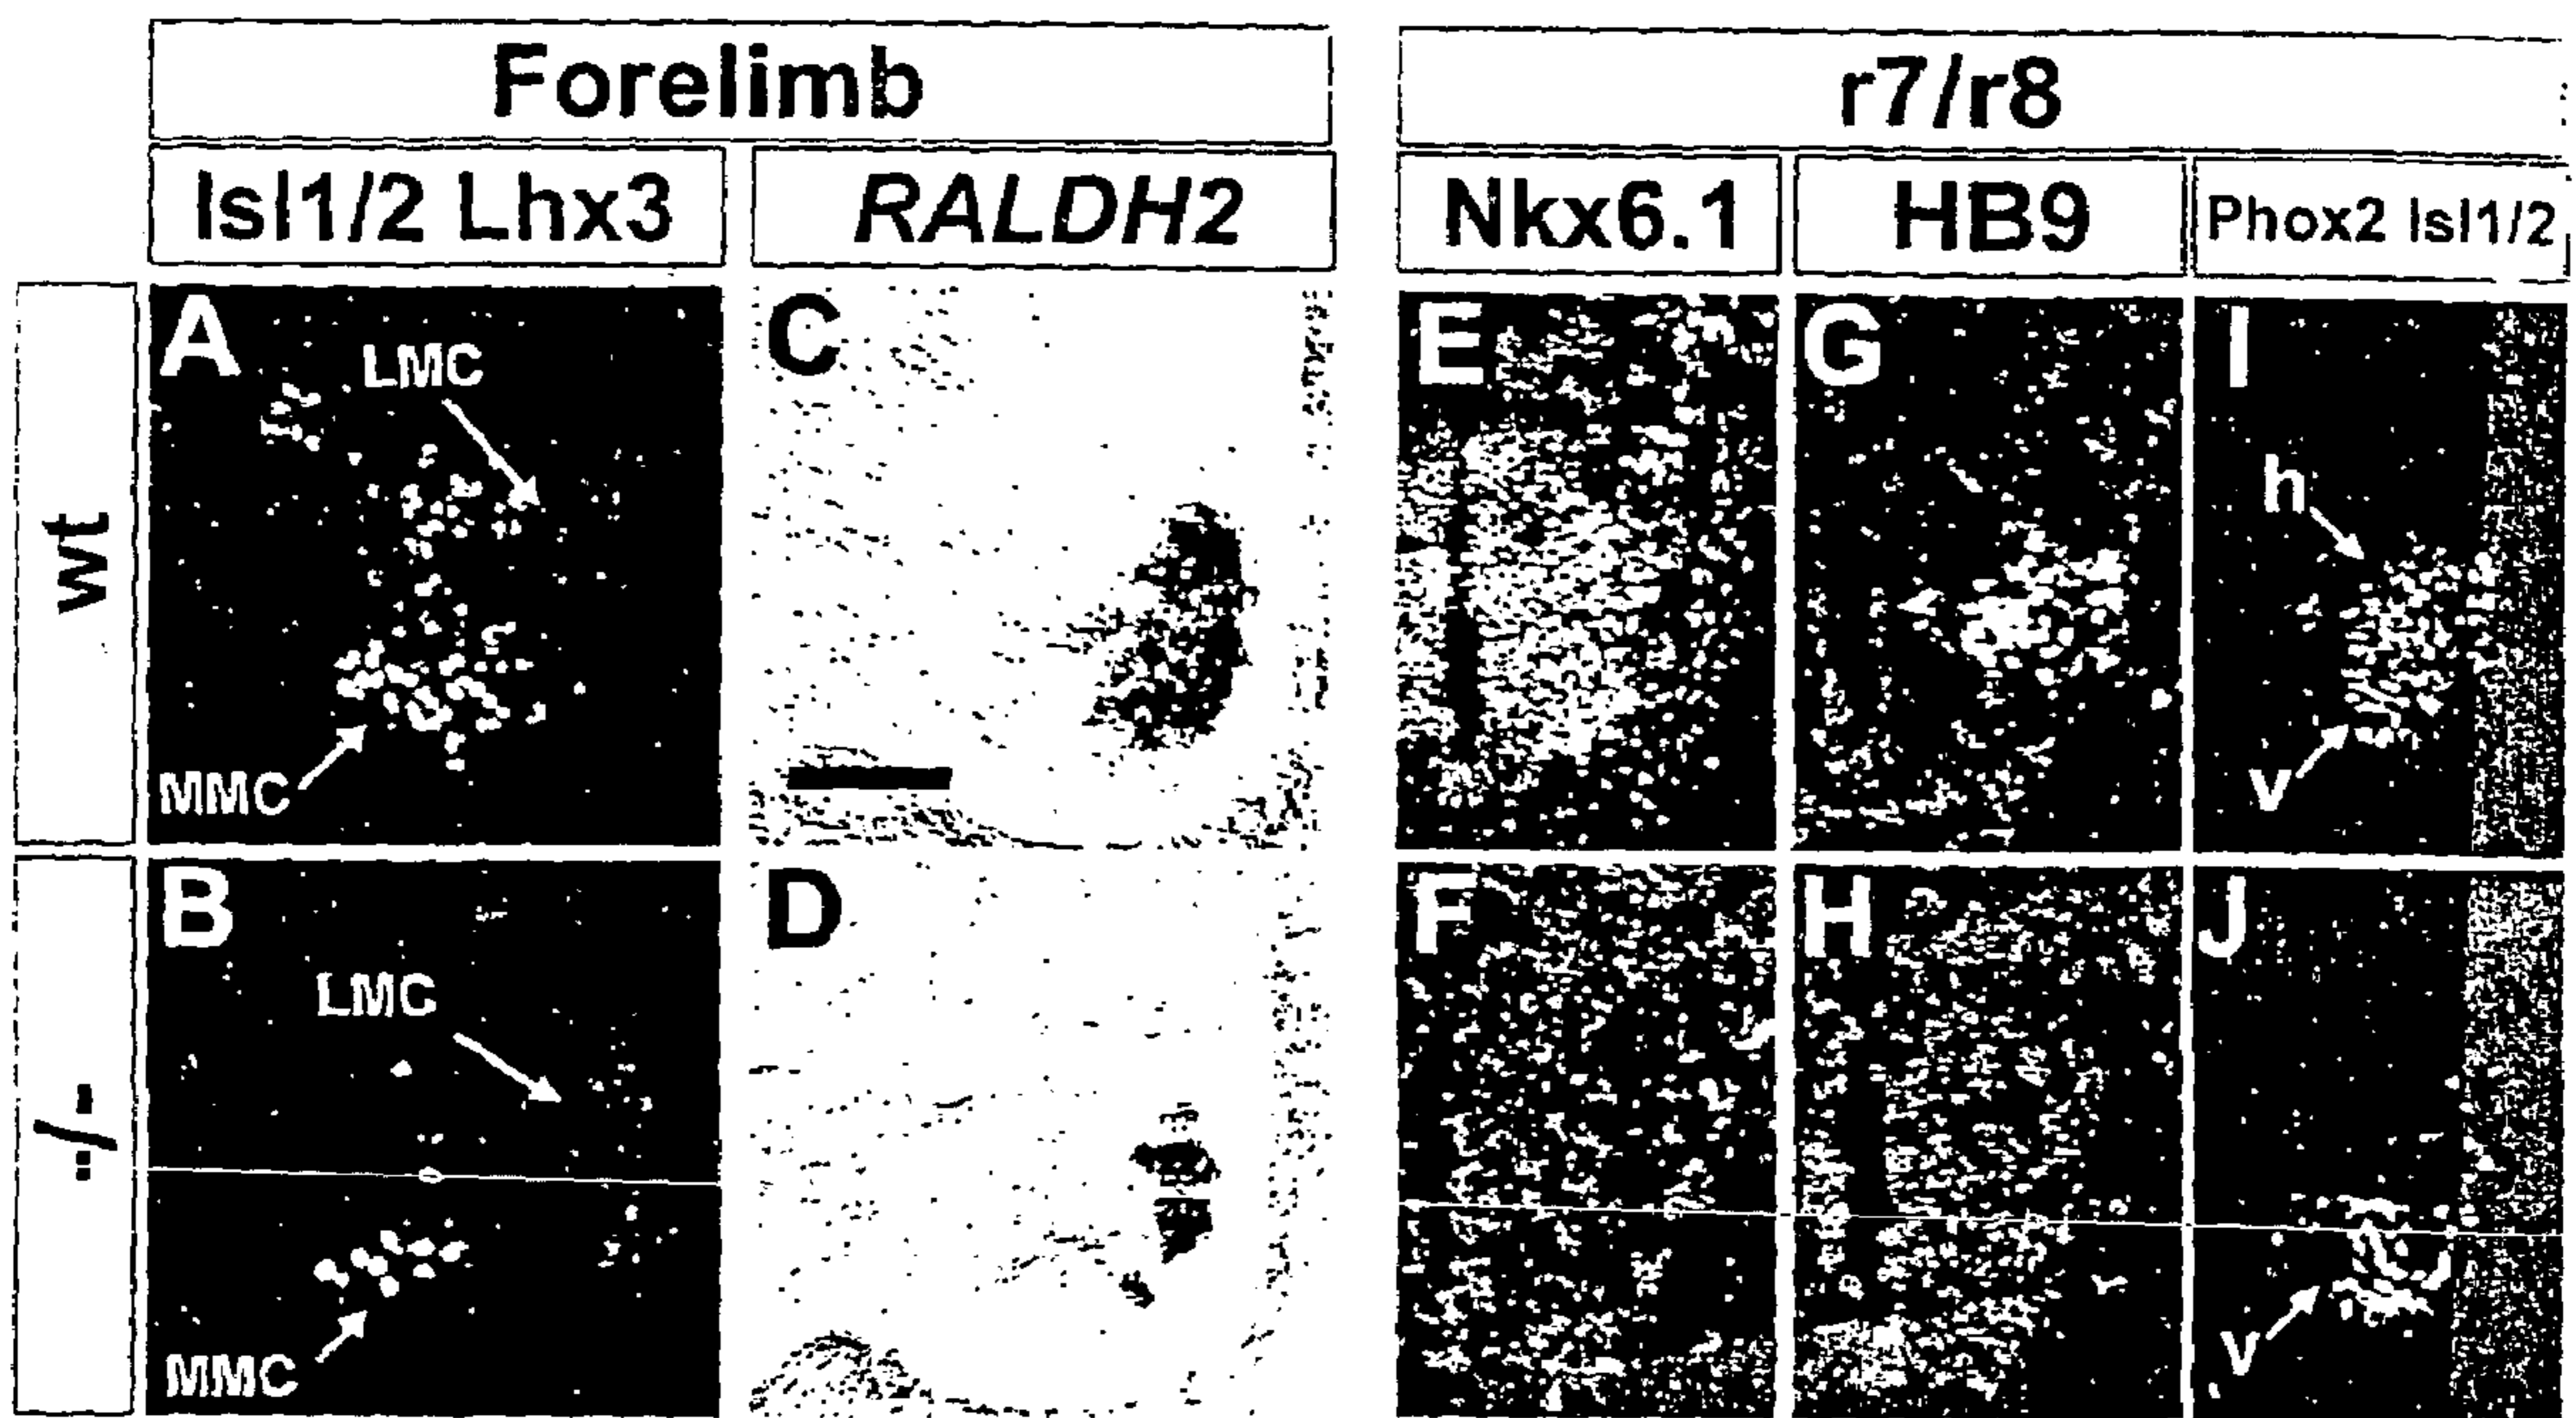 Forelimb
r7/r8
Isl1/2 Lhx3
RALDH2
Nkx6.1
HB9
Phox2 Isl1/2
wt
A
LMC
MMC
C
E
G
I
h
v
-/-
B
LMC
MMC
D
F
H
J
v